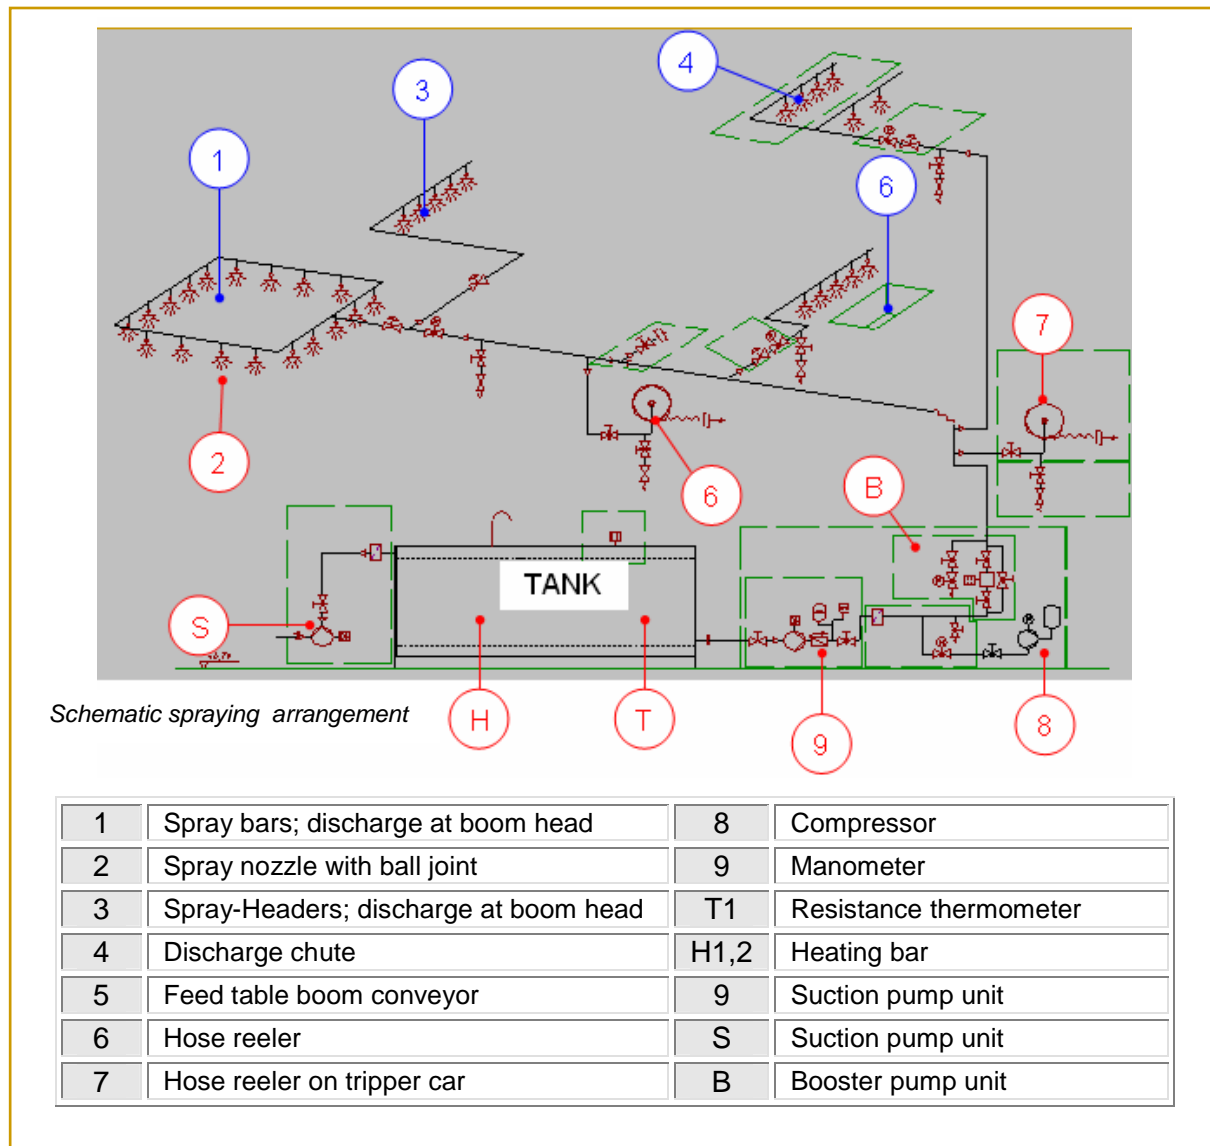 4
3
1
6
7
2
6
B
TANK
S
H
T
9
8
Schematic spraying arrangement
1 Spray bars; discharge at boom head 8 Compressor
2 Spray nozzle with ball joint 9 Manometer
3 Spray-Headers; discharge at boom head T1 Resistance thermometer
4 Discharge chute H1,2 Heating bar
5 Feed table boom conveyor 9 Suction pump unit
6 Hose reeler S Suction pump unit
7 Hose reeler on tripper car B Booster pump unit